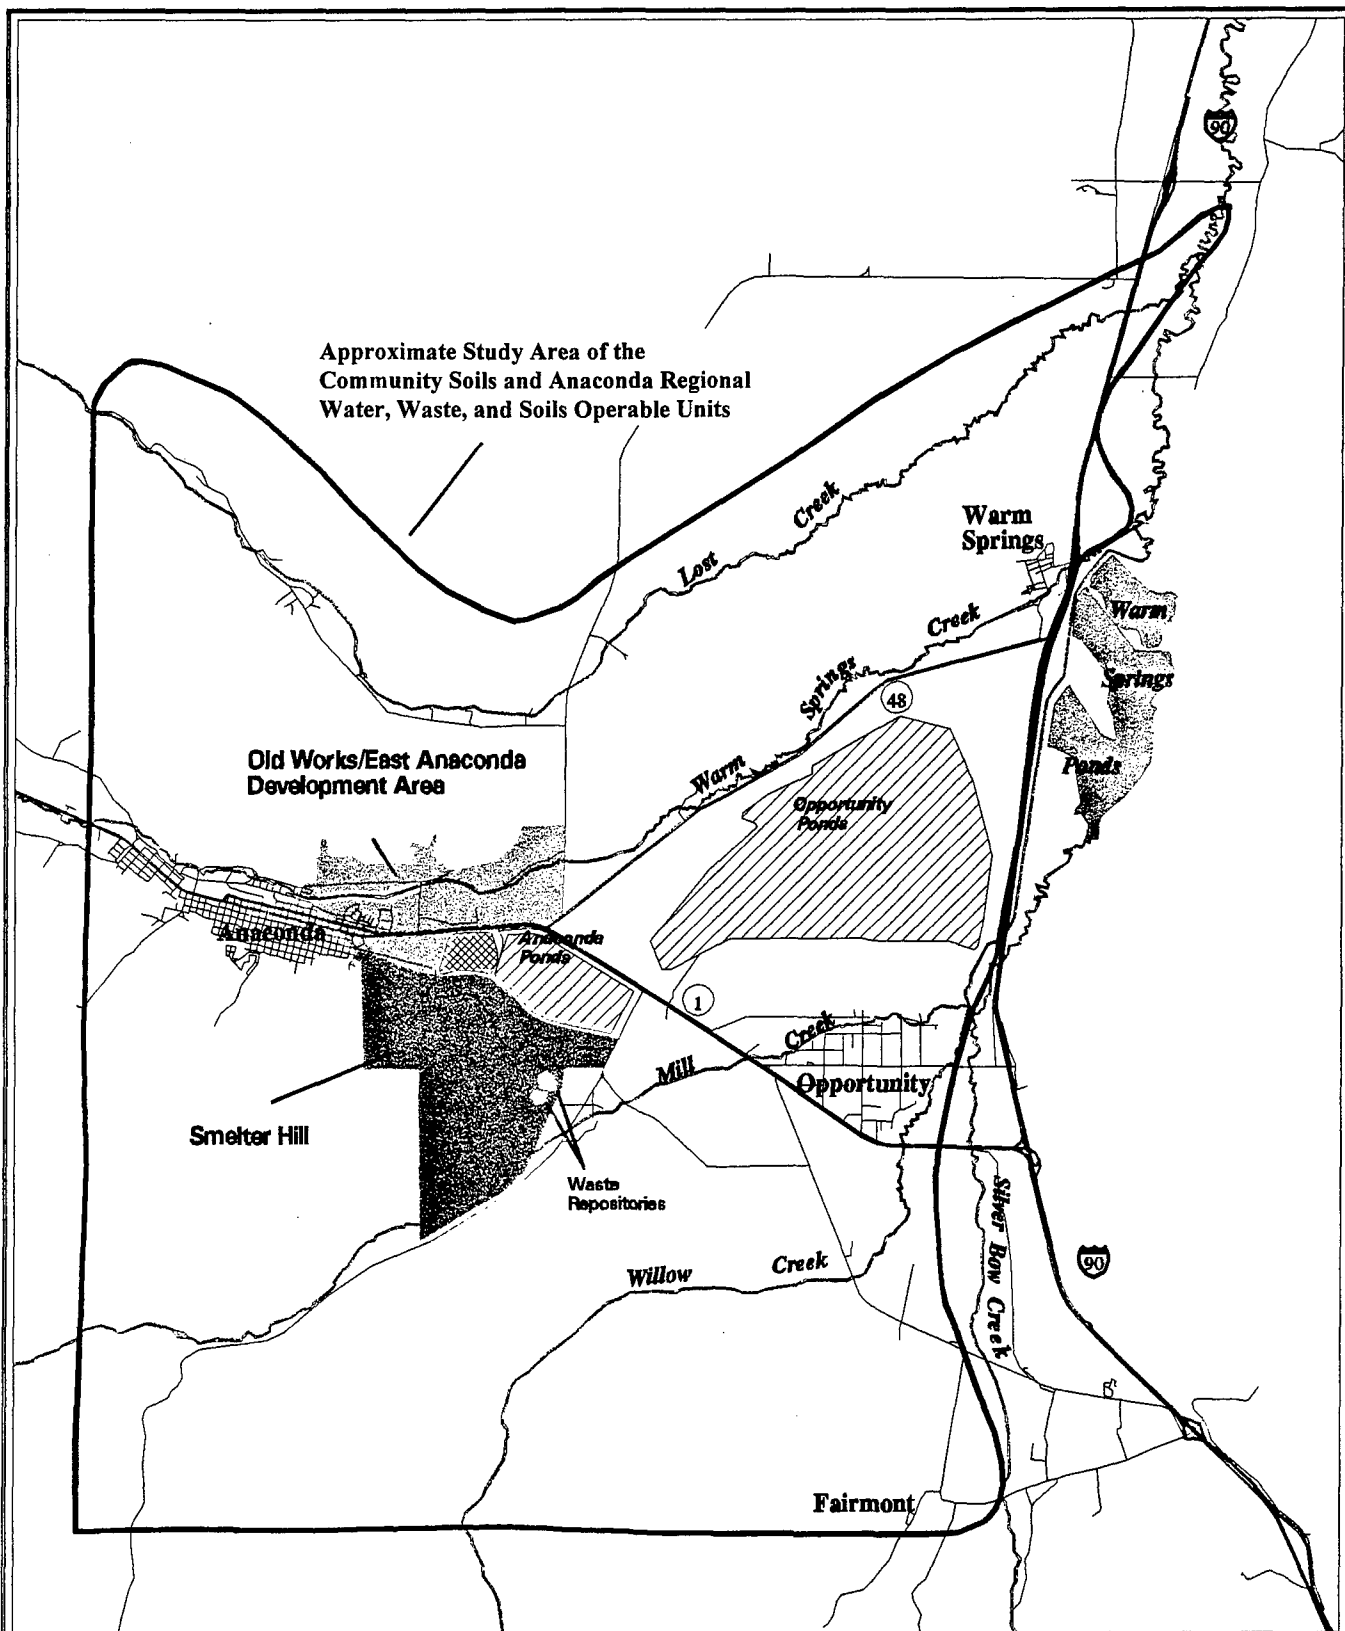 90
Approximate Study Area of the
Community Soils and Anaconda Regional
Water, Waste, and Soils Operable Units
Lost Creek
Warm
Springs
Warm
Springs
Ponds
Warm Springs Creek
48
Old Works/East Anaconda
Development Area
Opportunity
Ponds
Anaconda
Anaconda
Ponds
1
Mill Creek
Opportunity
Smelter Hill
Waste
Repositories
Silver Bow Creek
Willow Creek
90
Fairmont